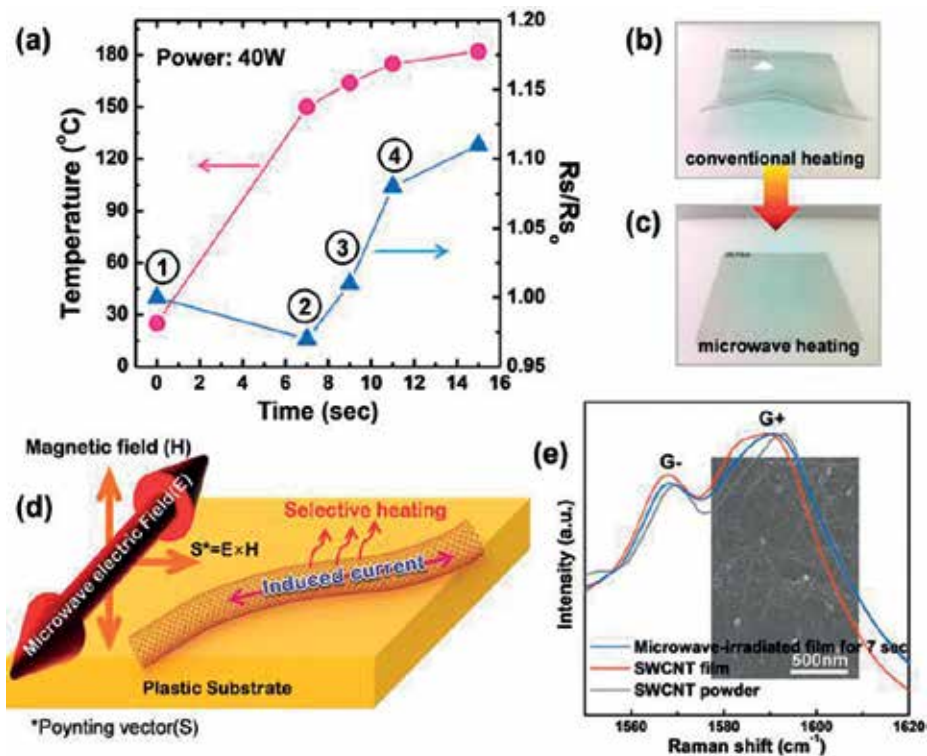 (a)
Power: 40W
Temperature (°C)
180
150
120
90
60
30
0
1.20
1.15
1.10
1.05
1.00
0.95
Rs/Rs₀
① ② ③ ④
0 2 4 6 8 10 12 14 16
Time (sec)
(b)
conventional heating
(c)
microwave heating
(d)
Magnetic field (H)
Microwave electric Field(E)
S*=E×H
Selective heating
Induced current
Plastic Substrate
*Poynting vector(S)
(e)
G-
G+
Intensity (a.u.)
Microwave-irradiated film for 7 sec
SWCNT film
SWCNT powder
500nm
1560 1580 1600 1620
Raman shift (cm⁻¹)